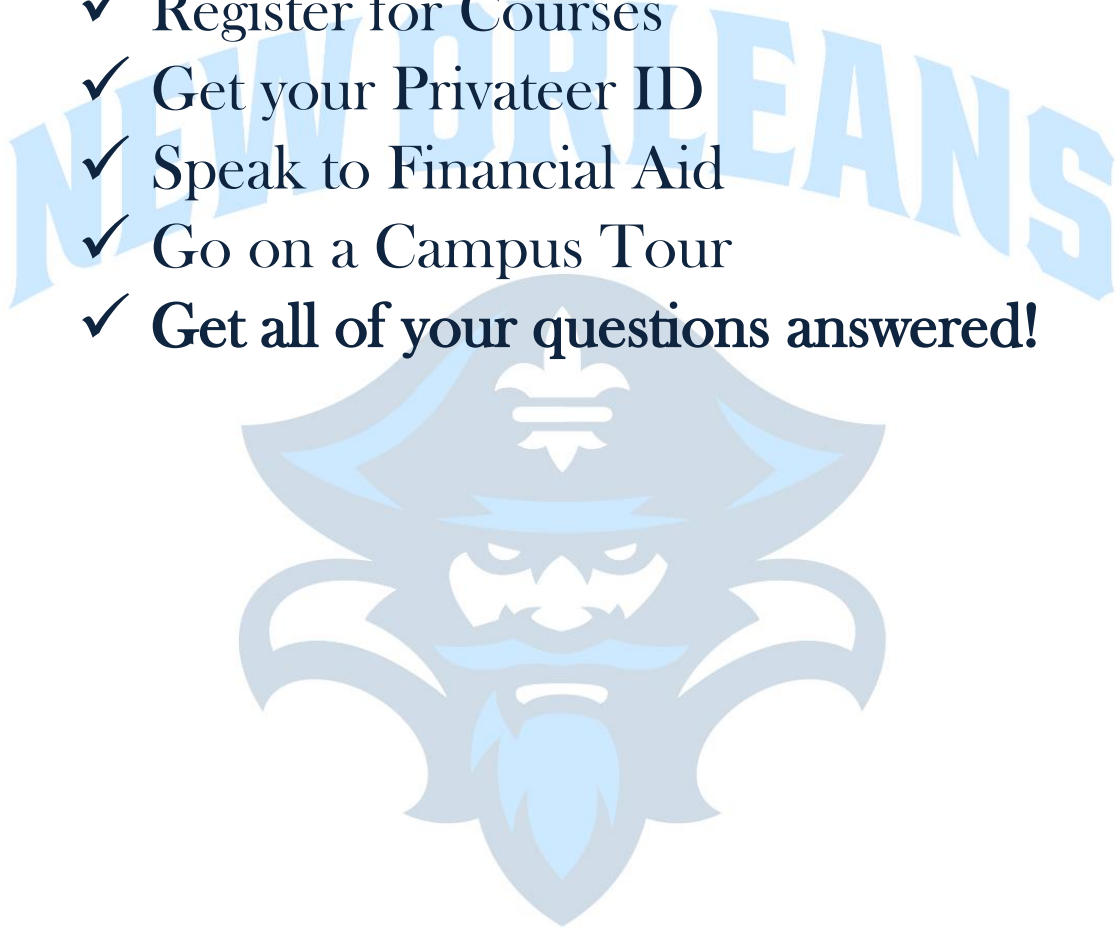 NEW ORLEANS
✓ Register for Courses
✓ Get your Privateer ID
✓ Speak to Financial Aid
✓ Go on a Campus Tour
✓ Get all of your questions answered!